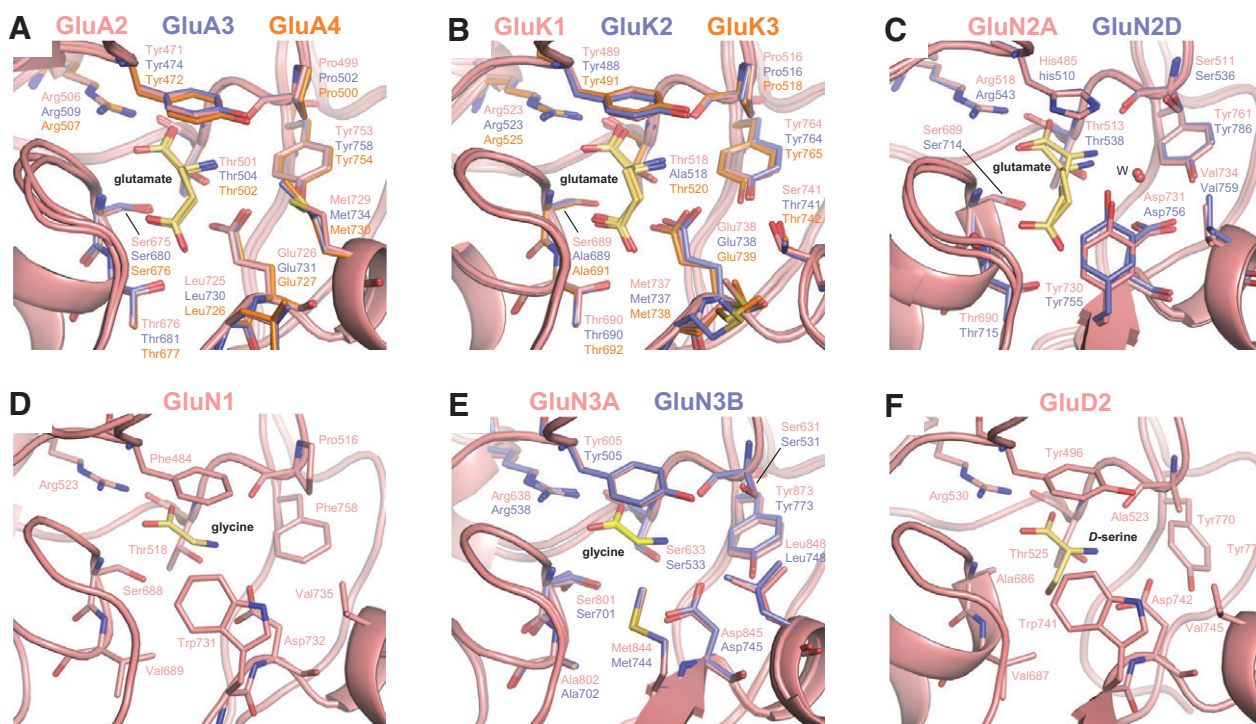 A
GluA2 GluA3 GluA4
Tyr471
Tyr474
Tyr472
Pro499
Pro502
Pro500
Arg506
Arg509
Arg507
Tyr753
Tyr758
Tyr754
glutamate
Thr501
Thr504
Thr502
Met729
Met734
Met730
Ser675
Ser680
Ser676
Glu726
Glu731
Glu727
Leu725
Leu730
Leu726
Thr676
Thr681
Thr677
B
GluK1 GluK2 GluK3
Tyr489
Tyr488
Tyr491
Pro516
Pro516
Pro518
Arg523
Arg523
Arg525
Tyr764
Tyr764
Tyr765
glutamate
Thr518
Ala518
Thr520
Ser741
Thr741
Thr742
Ser689
Ala689
Ala691
Glu738
Glu738
Glu739
Met737
Met737
Met738
Thr690
Thr690
Thr692
C
GluN2A GluN2D
His485
his510
Ser511
Ser536
Arg518
Arg543
Thr513
Thr538
Tyr761
Tyr786
Ser689
Ser714
glutamate
W
Val734
Val759
Asp731
Asp756
Tyr730
Tyr755
Thr690
Thr715
D
GluN1
Pro516
Phe484
Arg523
Phe758
glycine
Thr518
Ser688
Val735
Trp731
Asp732
Val689
E
GluN3A GluN3B
Ser631
Ser531
Tyr605
Tyr505
Arg638
Arg538
Tyr873
Tyr773
glycine
Ser633
Ser533
Leu848
Leu748
Ser801
Ser701
Met844
Met744
Asp845
Asp745
Ala802
Ala702
F
GluD2
Tyr496
Arg530
Ala523
Tyr770
D-serine
Thr525
Tyr77
Ala686
Asp742
Trp741
Val745
Val687